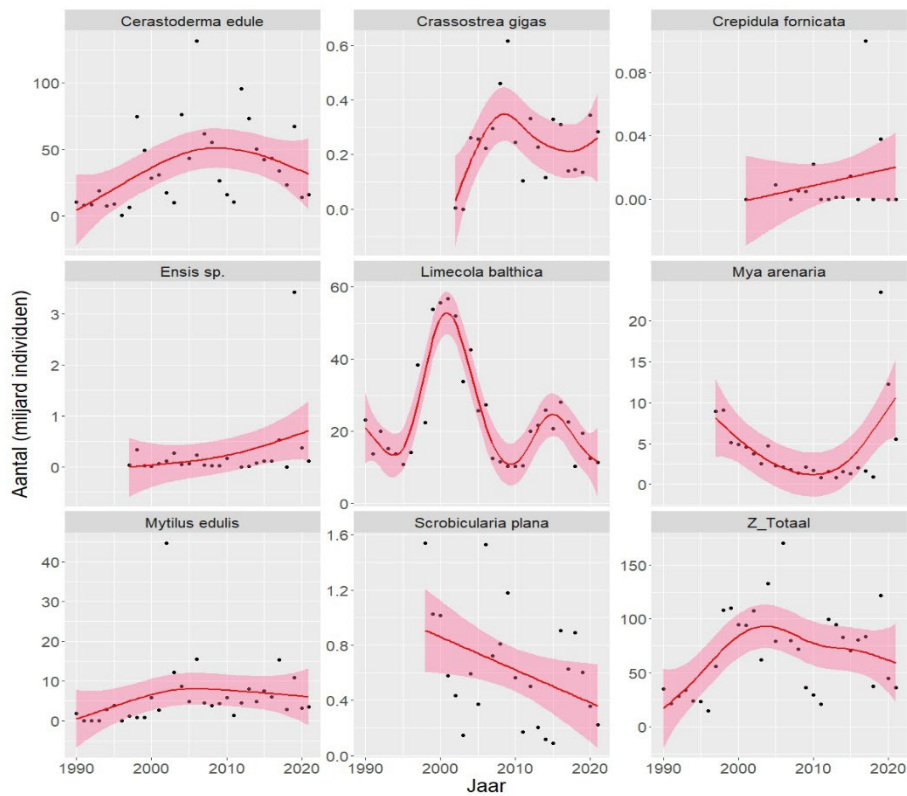 Cerastoderma edule
Crassostrea gigas
Crepidula fornicata
100
50
0
0.6
0.4
0.2
0.0
0.08
0.04
0.00
Ensis sp.
Limecola balthica
Mya arenaria
3
2
1
0
60
40
20
0
20
15
10
5
0
Mytilus edulis
Scrobicularia plana
Z_Totaal
40
30
20
10
0
1.6
1.2
0.8
0.4
0.0
150
100
50
0
1990 2000 2010 2020
1990 2000 2010 2020
1990 2000 2010 2020
Jaar
Aantal (miljard individuen)